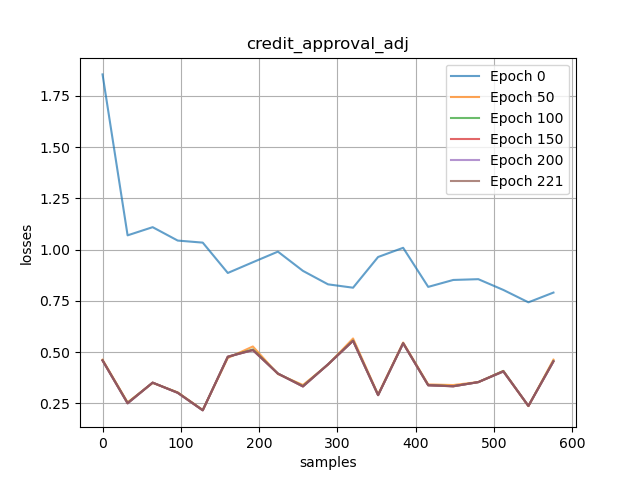 credit_approval_adj
Epoch 0
Epoch 50
Epoch 100
Epoch 150
Epoch 200
Epoch 221
losses
1.75
1.50
1.25
1.00
0.75
0.50
0.25
0 100 200 300 400 500 600
samples